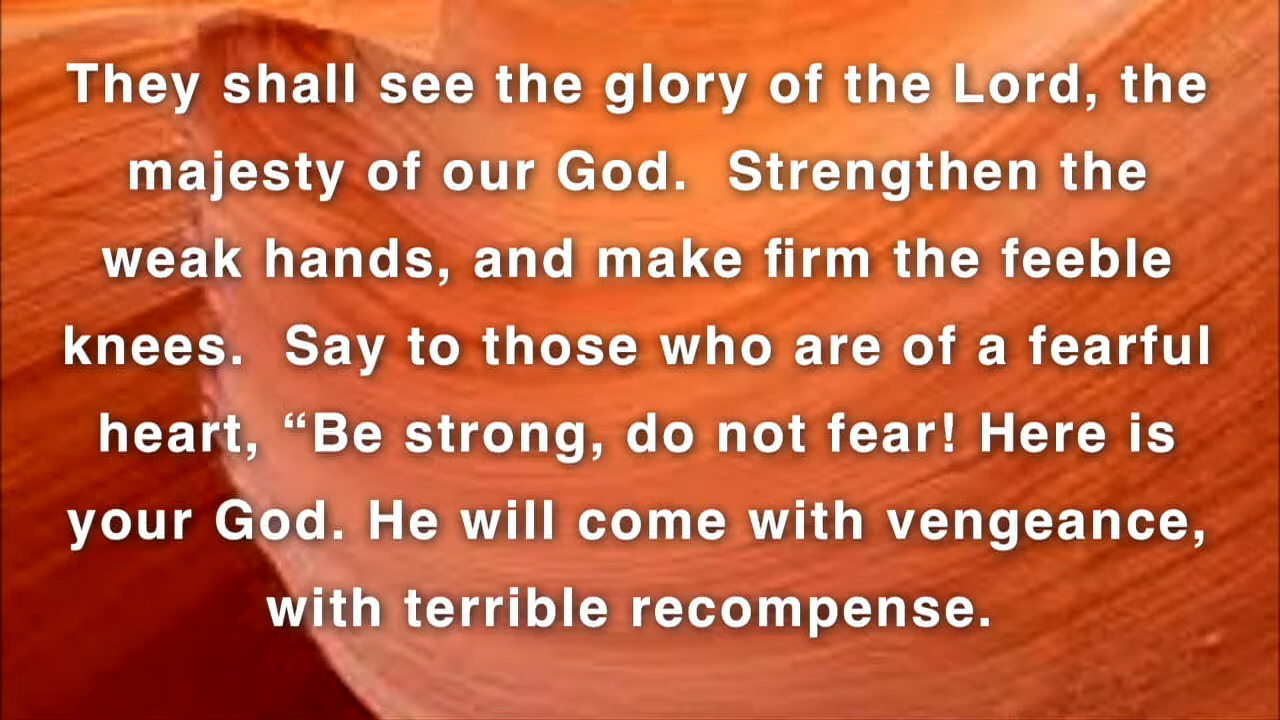 They shall see the glory of the Lord, the
majesty of our God.  Strengthen the
weak hands, and make firm the feeble
knees.  Say to those who are of a fearful
heart, “Be strong, do not fear! Here is
your God. He will come with vengeance,
with terrible recompense.